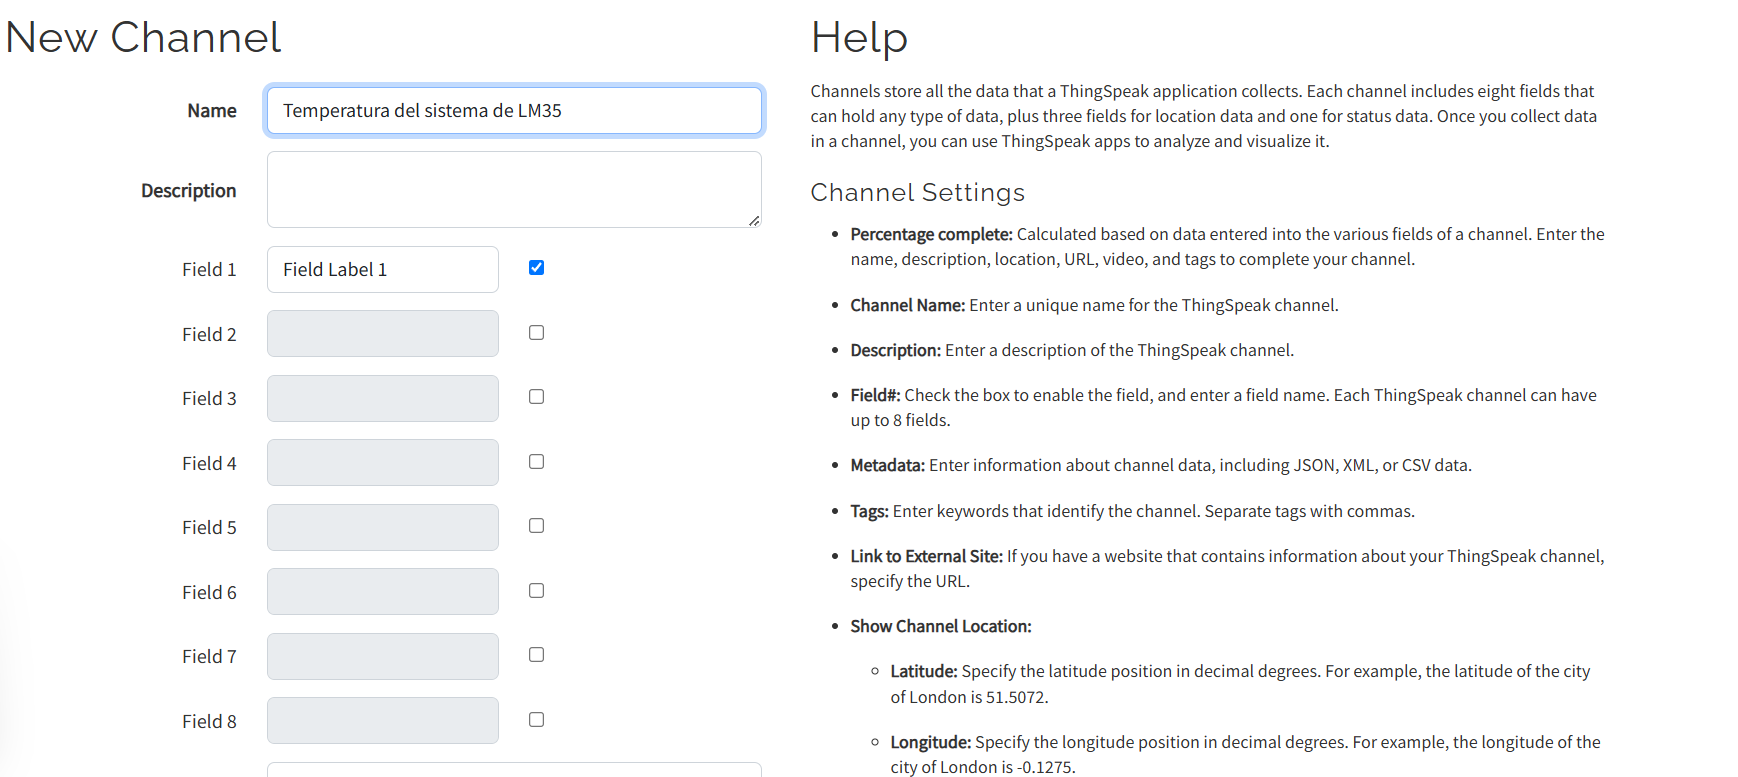 New Channel
Name
Temperatura del sistema de LM35
Description
Field 1
Field Label 1
Field 2
Field 3
Field 4
Field 5
Field 6
Field 7
Field 8
Help
Channels store all the data that a ThingSpeak application collects. Each channel includes eight fields that
can hold any type of data, plus three fields for location data and one for status data. Once you collect data
in a channel, you can use ThingSpeak apps to analyze and visualize it.
Channel Settings
• Percentage complete: Calculated based on data entered into the various fields of a channel. Enter the
name, description, location, URL, video, and tags to complete your channel.
• Channel Name: Enter a unique name for the ThingSpeak channel.
• Description: Enter a description of the ThingSpeak channel.
• Field#: Check the box to enable the field, and enter a field name. Each ThingSpeak channel can have
up to 8 fields.
• Metadata: Enter information about channel data, including JSON, XML, or CSV data.
• Tags: Enter keywords that identify the channel. Separate tags with commas.
• Link to External Site: If you have a website that contains information about your ThingSpeak channel,
specify the URL.
• Show Channel Location:
○ Latitude: Specify the latitude position in decimal degrees. For example, the latitude of the city
of London is 51.5072.
○ Longitude: Specify the longitude position in decimal degrees. For example, the longitude of the
city of London is -0.1275.